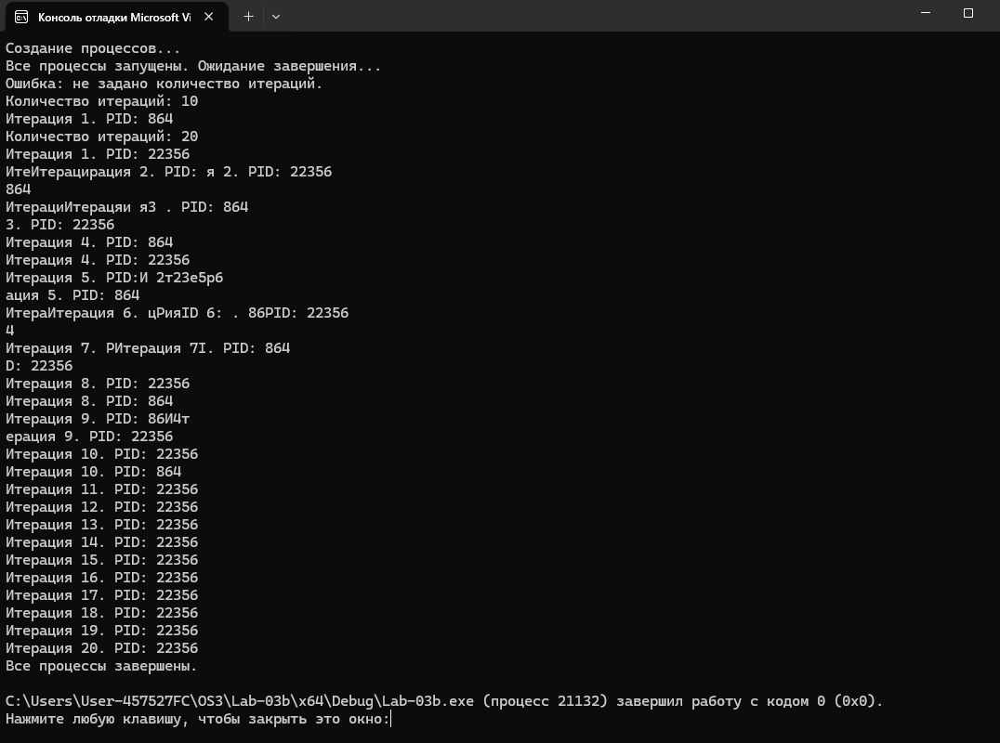 Консоль отладки Microsoft Vi
Создание процессов...
Все процессы запущены. Ожидание завершения...
Ошибка: не задано количество итераций.
Количество итераций: 10
Итерация 1. PID: 864
Количество итераций: 20
Итерация 1. PID: 22356
ИтеИтерацирация 2. PID: я 2. PID: 22356
864
ИтерациИтерацяи я3 . PID: 864
3. PID: 22356
Итерация 4. PID: 864
Итерация 4. PID: 22356
Итерация 5. PID:И 2т23е5р6
ация 5. PID: 864
ИтераИтерация 6. цРияID 6: . 86PID: 22356
4
Итерация 7. PИтерация 7I. PID: 864
D: 22356
Итерация 8. PID: 22356
Итерация 8. PID: 864
Итерация 9. PID: 86И4т
ерация 9. PID: 22356
Итерация 10. PID: 22356
Итерация 10. PID: 864
Итерация 11. PID: 22356
Итерация 12. PID: 22356
Итерация 13. PID: 22356
Итерация 14. PID: 22356
Итерация 15. PID: 22356
Итерация 16. PID: 22356
Итерация 17. PID: 22356
Итерация 18. PID: 22356
Итерация 19. PID: 22356
Итерация 20. PID: 22356
Все процессы завершены.
C:\Users\User-457527FC\OS3\Lab-03b\x64\Debug\Lab-03b.exe (процесс 21132) завершил работу с кодом 0 (0x0).
Нажмите любую клавишу, чтобы закрыть это окно: